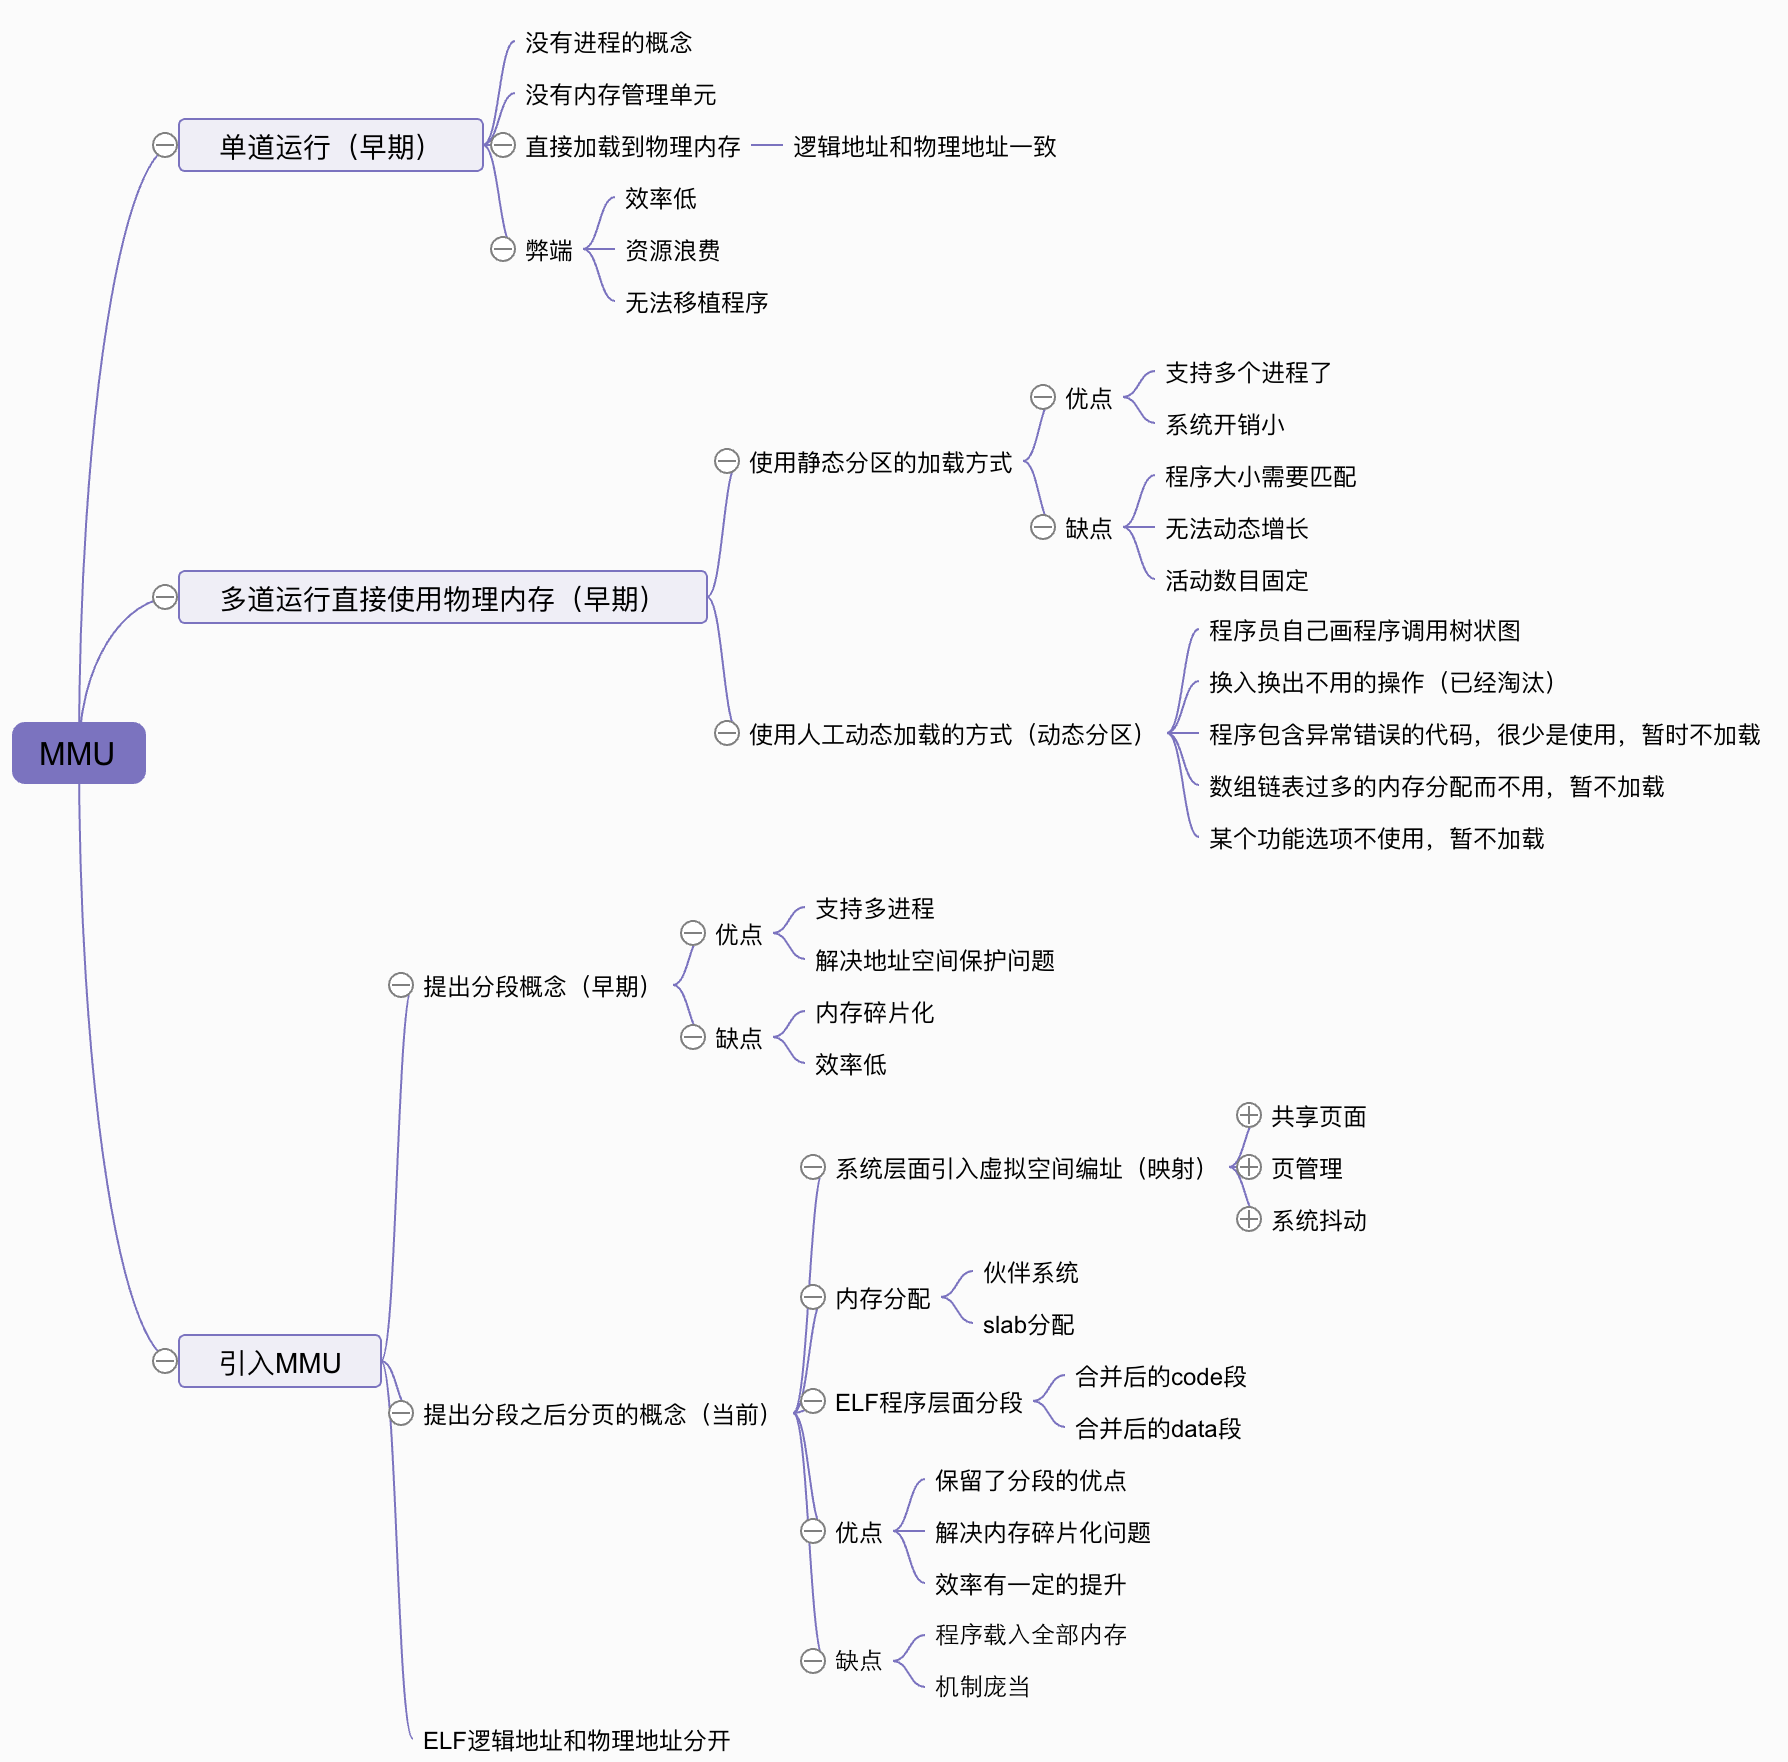 没有进程的概念
没有内存管理单元
单道运行（早期）
直接加载到物理内存
逻辑地址和物理地址一致
效率低
弊端
资源浪费
无法移植程序
支持多个进程了
优点
系统开销小
使用静态分区的加载方式
程序大小需要匹配
缺点
无法动态增长
活动数目固定
多道运行直接使用物理内存（早期）
程序员自己画程序调用树状图
换入换出不用的操作（已经淘汰）
使用人工动态加载的方式（动态分区）
程序包含异常错误的代码，很少是使用，暂时不加载
数组链表过多的内存分配而不用，暂不加载
某个功能选项不使用，暂不加载
MMU
支持多进程
优点
解决地址空间保护问题
提出分段概念（早期）
内存碎片化
缺点
效率低
共享页面
系统层面引入虚拟空间编址（映射）
页管理
系统抖动
伙伴系统
内存分配
slab分配
引入MMU
合并后的code段
ELF程序层面分段
合并后的data段
提出分段之后分页的概念（当前）
保留了分段的优点
优点
解决内存碎片化问题
效率有一定的提升
程序载入全部内存
缺点
机制庞当
ELF逻辑地址和物理地址分开